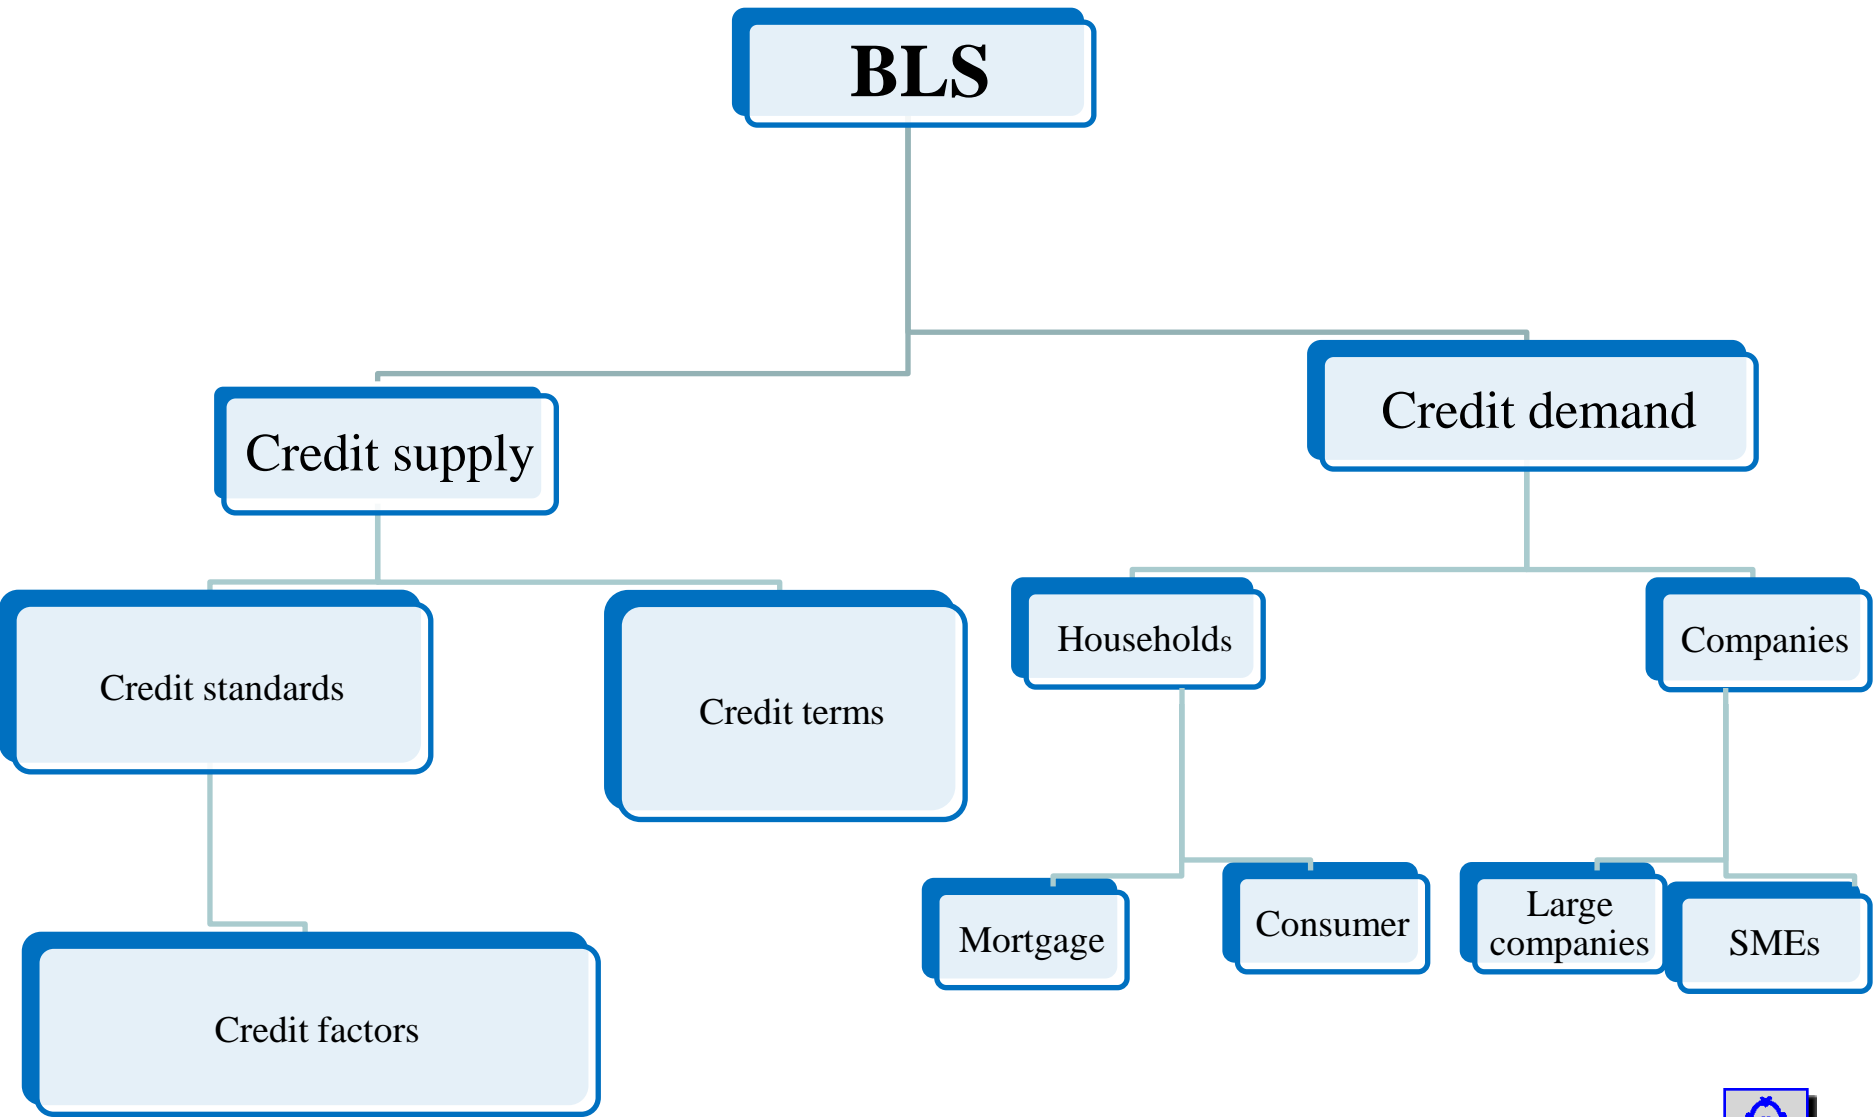 BLS
Credit supply
Credit demand
Credit standards
Credit terms
Households
Companies
Mortgage
Consumer
Large
companies
SMEs
Credit factors